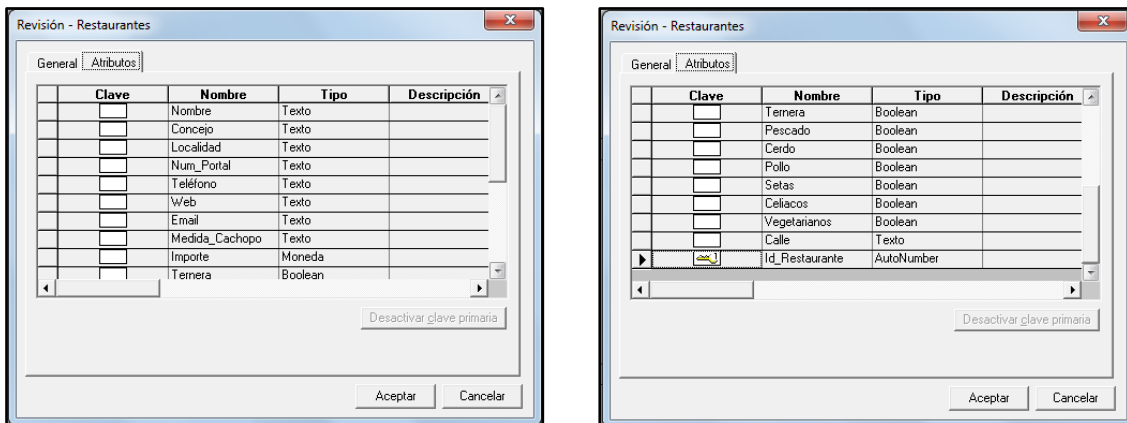 Revisión - Restaurantes
General Atributos
Clave Nombre Tipo Descripción
Nombre Texto
Concejo Texto
Localidad Texto
Num_Portal Texto
Teléfono Texto
Web Texto
Email Texto
Medida_Cachopo Texto
Importe Moneda
Ternera Boolean
Desactivar clave primaria
Aceptar Cancelar
Revisión - Restaurantes
General Atributos
Clave Nombre Tipo Descripción
Ternera Boolean
Pescado Boolean
Cerdo Boolean
Pollo Boolean
Setas Boolean
Celiacos Boolean
Vegetarianos Boolean
Calle Texto
1 Id_Restaurante AutoNumber
Desactivar clave primaria
Aceptar Cancelar